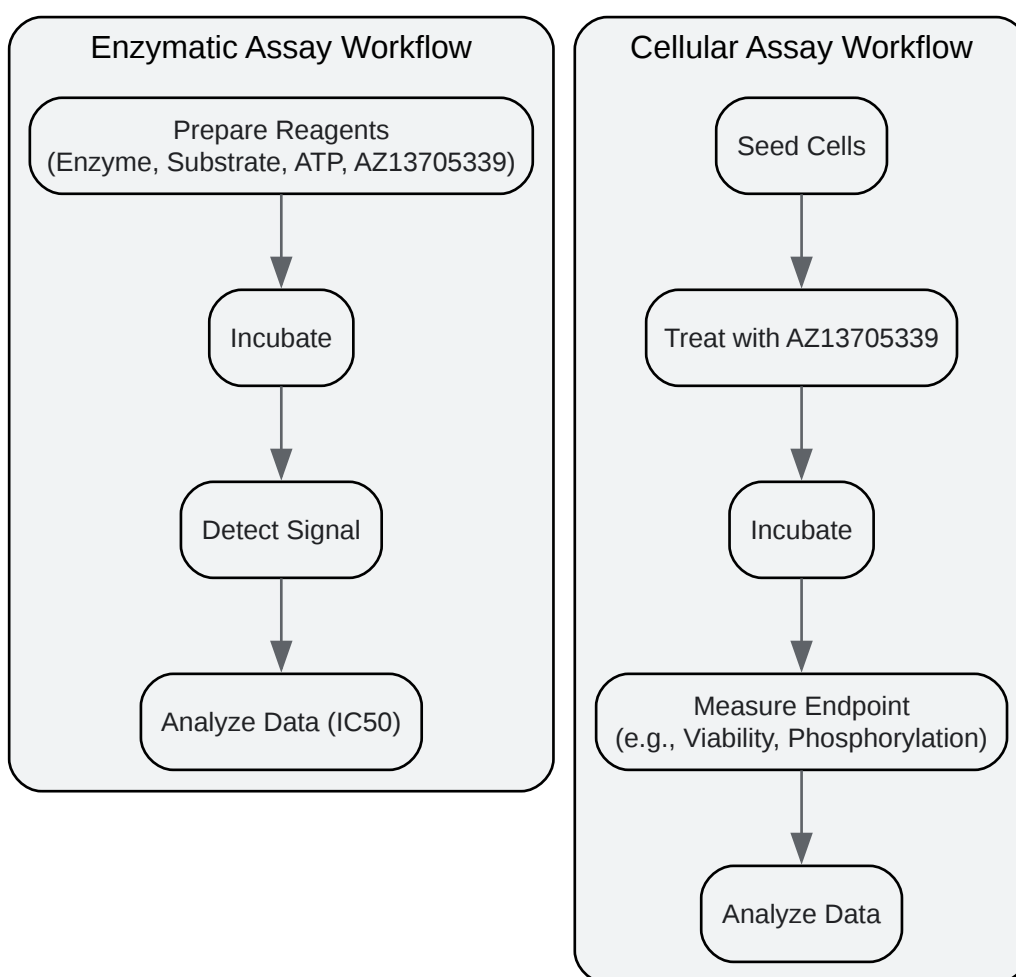 Enzymatic Assay Workflow
Prepare Reagents
(Enzyme, Substrate, ATP, AZ13705339)
Incubate
Detect Signal
Analyze Data (IC50)
Cellular Assay Workflow
Seed Cells
Treat with AZ13705339
Incubate
Measure Endpoint
(e.g., Viability, Phosphorylation)
Analyze Data